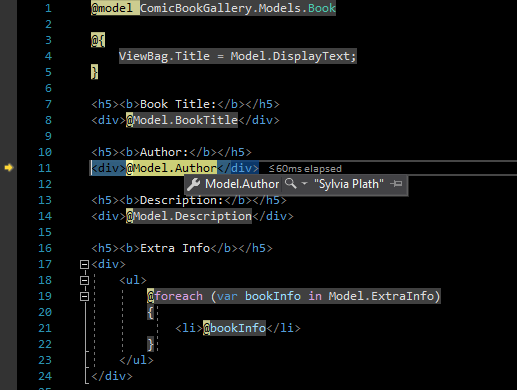 1 @model ComicBookGallery.Models.Book
2
3 @{
4 ViewBag.Title = Model.DisplayText;
5 }
6
7 <h5><b>Book Title:</b></h5>
8 <div>@Model.BookTitle</div>
9
10 <h5><b>Author:</b></h5>
11 <div>@Model.Author</div> ≤60ms elapsed
12 Model.Author "Sylvia Plath"
13 <h5><b>Description:</b></h5>
14 <div>@Model.Description</div>
15
16 <h5><b>Extra Info</b></h5>
17 <div>
18 <ul>
19 @foreach (var bookInfo in Model.ExtraInfo)
20 {
21 <li>@bookInfo</li>
22 }
23 </ul>
24 </div>
25